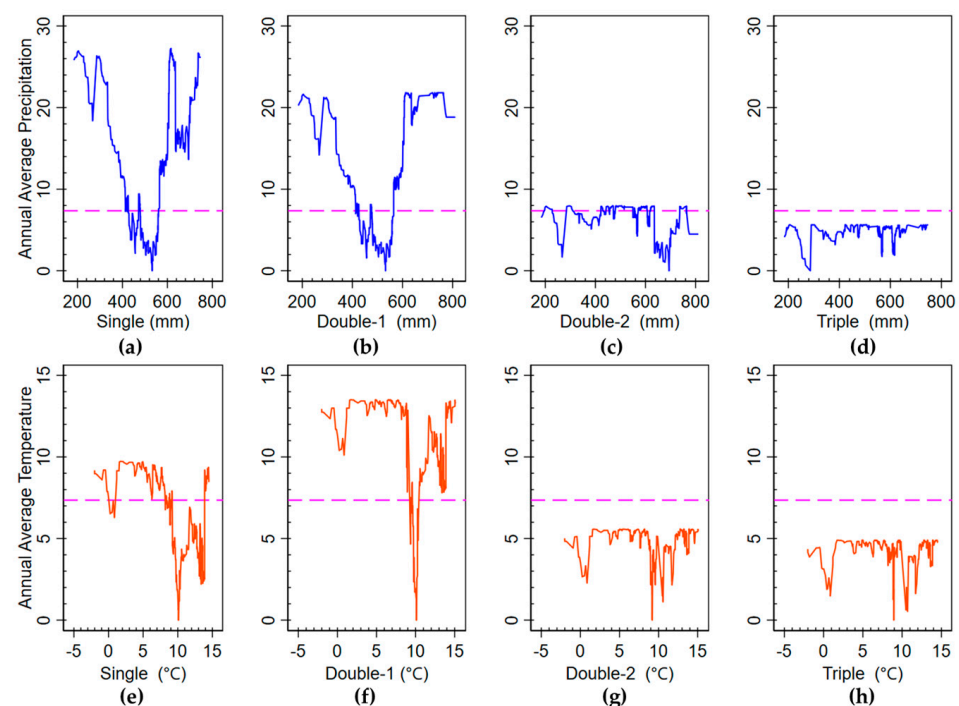 Annual Average Precipitation
0 10 20 30
0 10 20 30
0 10 20 30
0 10 20 30
200 400 600 800
200 400 600 800
200 400 600 800
200 400 600 800
Single (mm)
Double-1 (mm)
Double-2 (mm)
Triple (mm)
(a)
(b)
(c)
(d)
Annual Average Temperature
0 5 10 15
0 5 10 15
0 5 10 15
0 5 10 15
-5 0 5 10 15
-5 0 5 10 15
-5 0 5 10 15
-5 0 5 10 15
Single (°C)
Double-1 (°C)
Double-2 (°C)
Triple (°C)
(e)
(f)
(g)
(h)